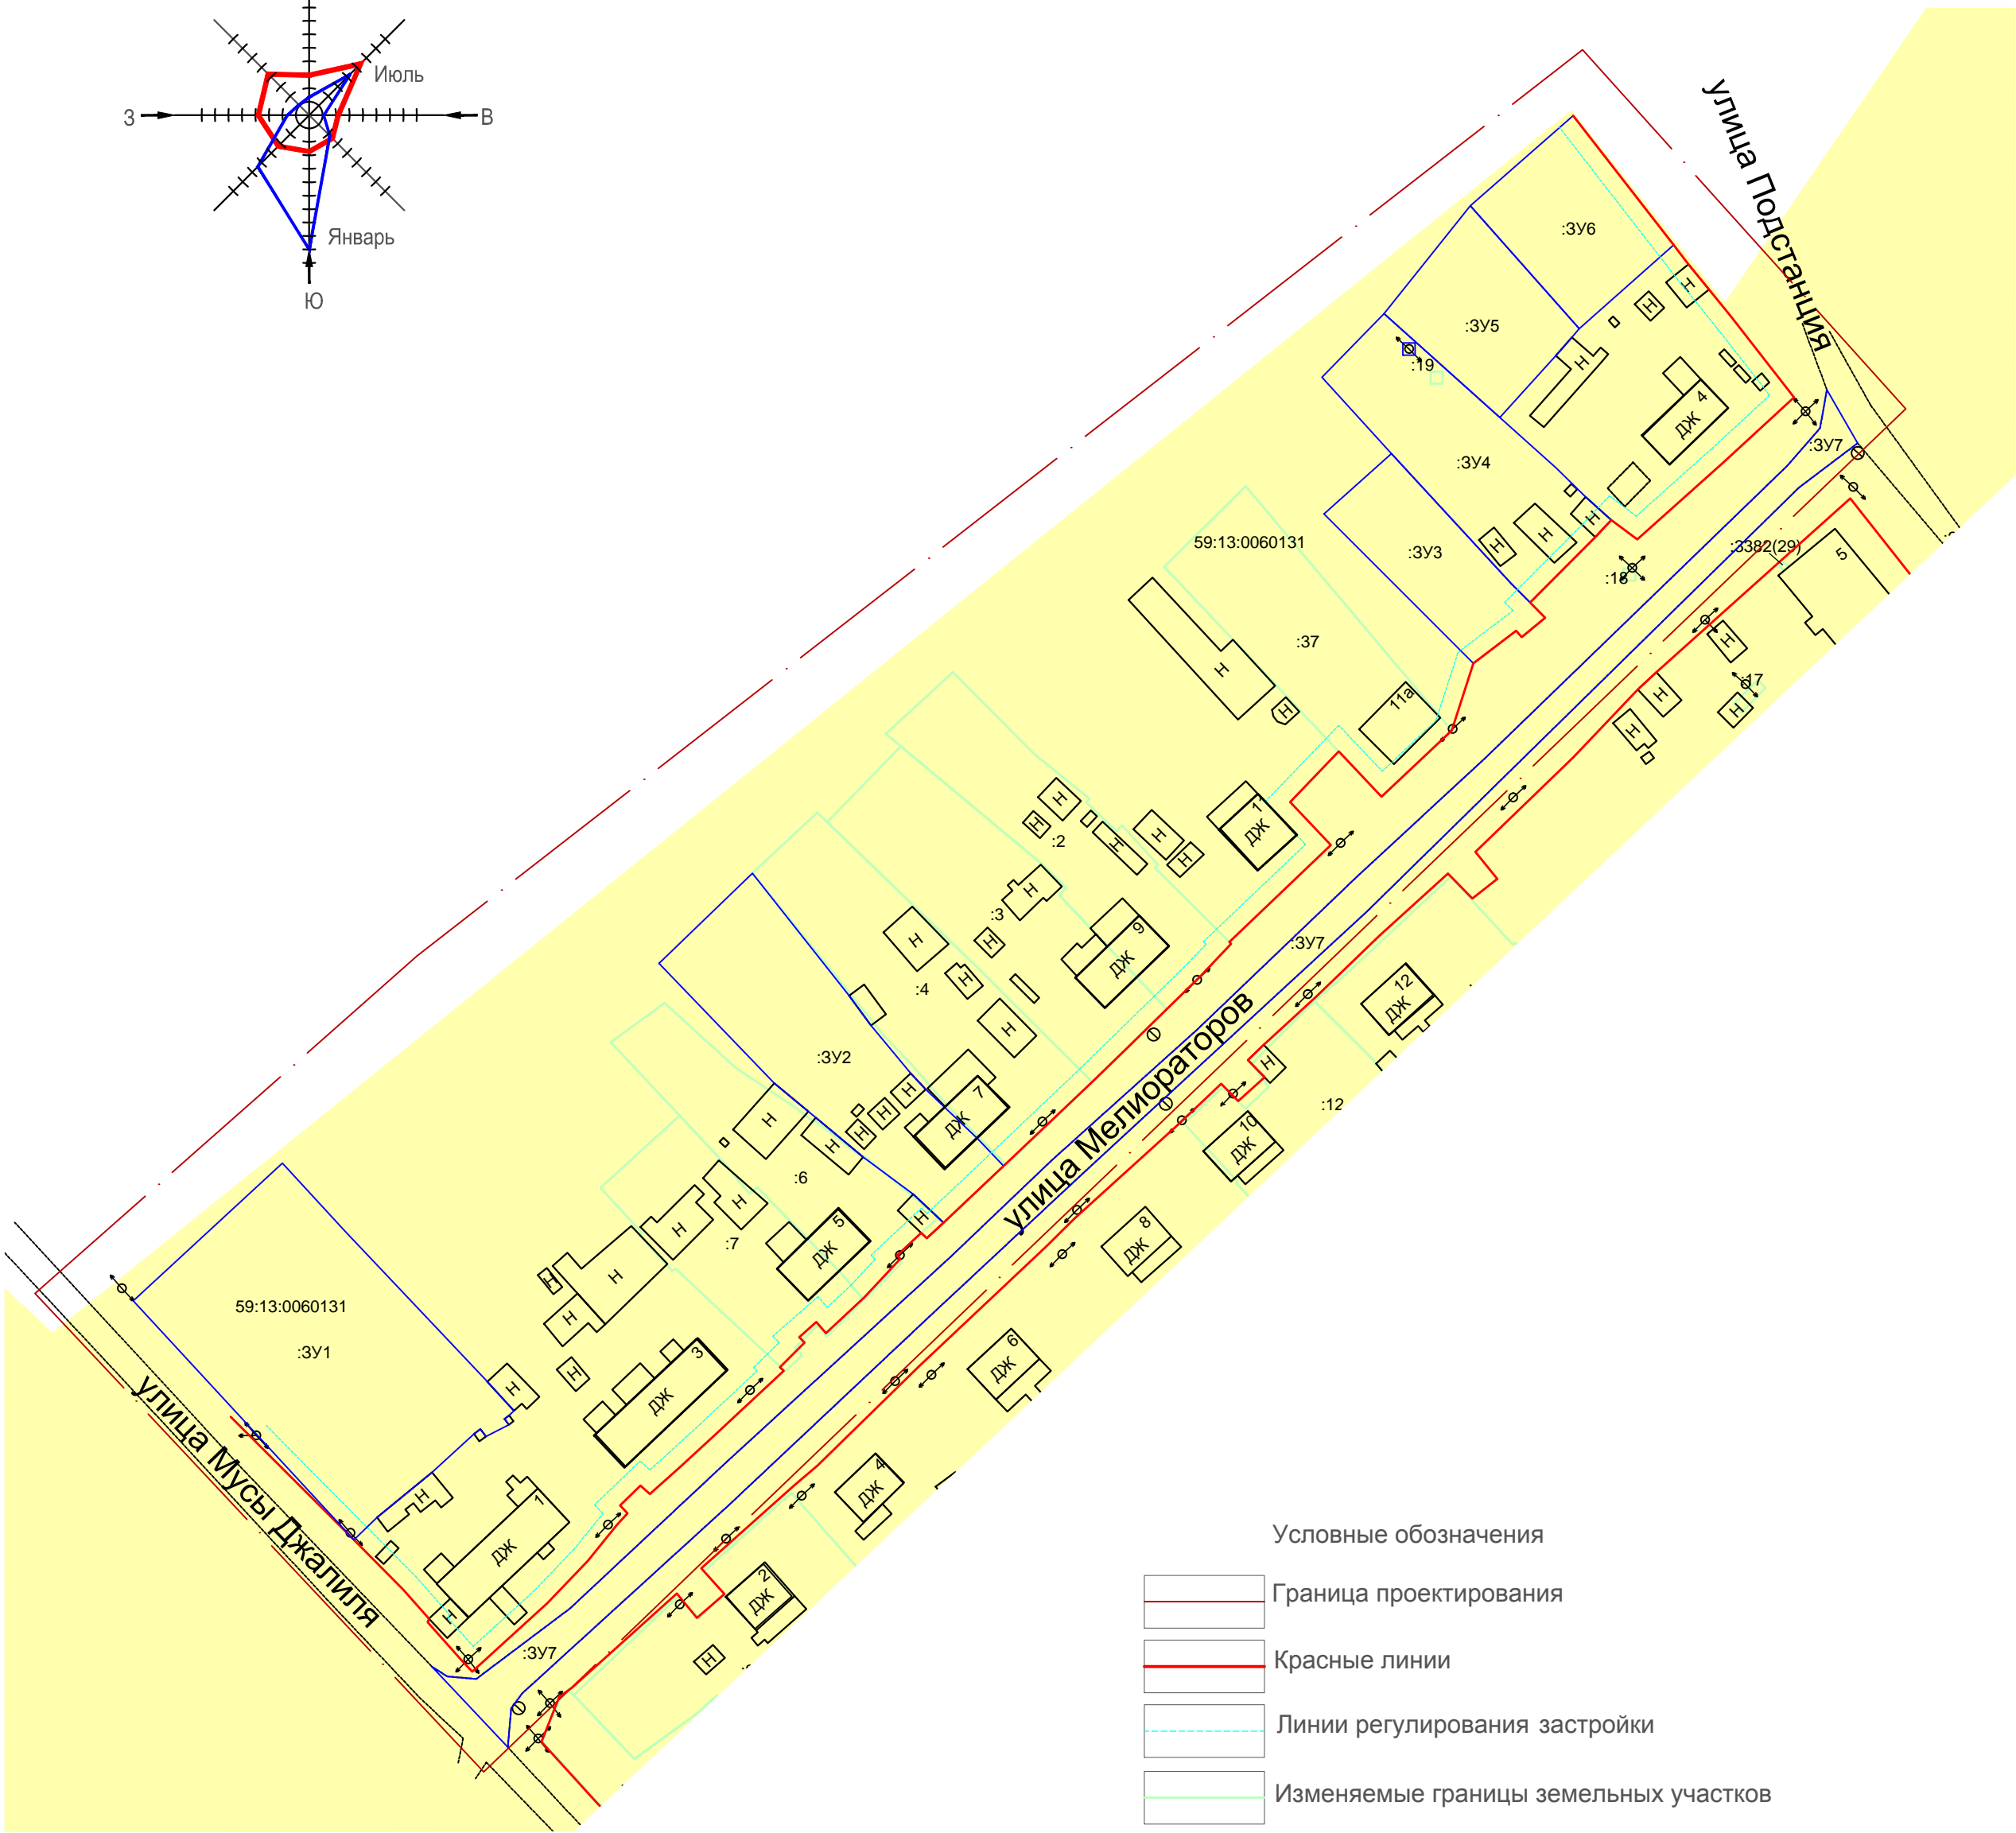 Июль
З
В
Январь
Ю
улица Подстанция
:ЗУ6
Н
Н
:ЗУ5
:19
Н
4
ДЖ
:ЗУ7
:ЗУ4
59:13:0060131
:ЗУ3
Н
Н
Н
:3382(29)
5
:18
:37
Н
Н
11а
Н
:17
Н
Н
Н
Н
Н
:2
Н
Н
Н
11
ДЖ
Н
:3
Н
9
ДЖ
Н
:4
Н
Н
:ЗУ7
12
ДЖ
:ЗУ2
Н
Н
Н
7
ДЖ
Н
Н
:6
Н
улица Мелиораторов
Н
:12
10
ДЖ
Н
Н
:7
5
ДЖ
8
ДЖ
59:13:0060131
:ЗУ1
Н
Н
Н
Н
Н
3
ДЖ
6
ДЖ
улица Мусы Джалиля
Н
1
ДЖ
Н
4
ДЖ
2
ДЖ
:ЗУ7
Н
Условные обозначения
Граница проектирования
Красные линии
Линии регулирования застройки
Изменяемые границы земельных участков